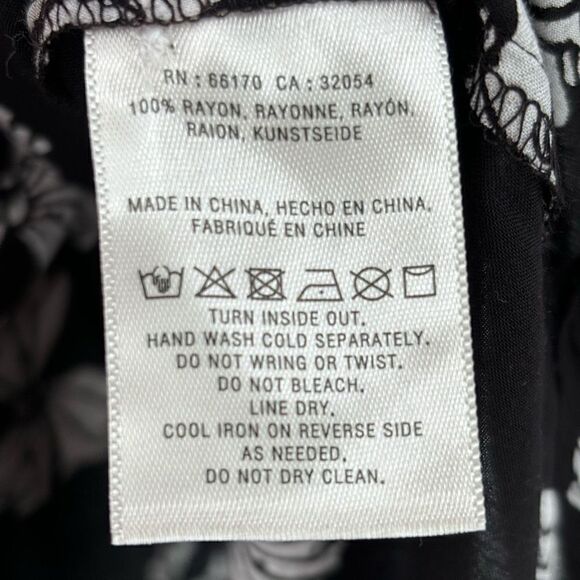 RN : 66170 CA : 32054
100% RAYON, RAYONNE, RAYÓN,
RAION, KUNSTSEIDE
MADE IN CHINA, HECHO EN CHINA,
FABRIQUÉ EN CHINE
TURN INSIDE OUT.
HAND WASH COLD SEPARATELY.
DO NOT WRING OR TWIST.
DO NOT BLEACH.
LINE DRY.
COOL IRON ON REVERSE SIDE
AS NEEDED.
DO NOT DRY CLEAN.